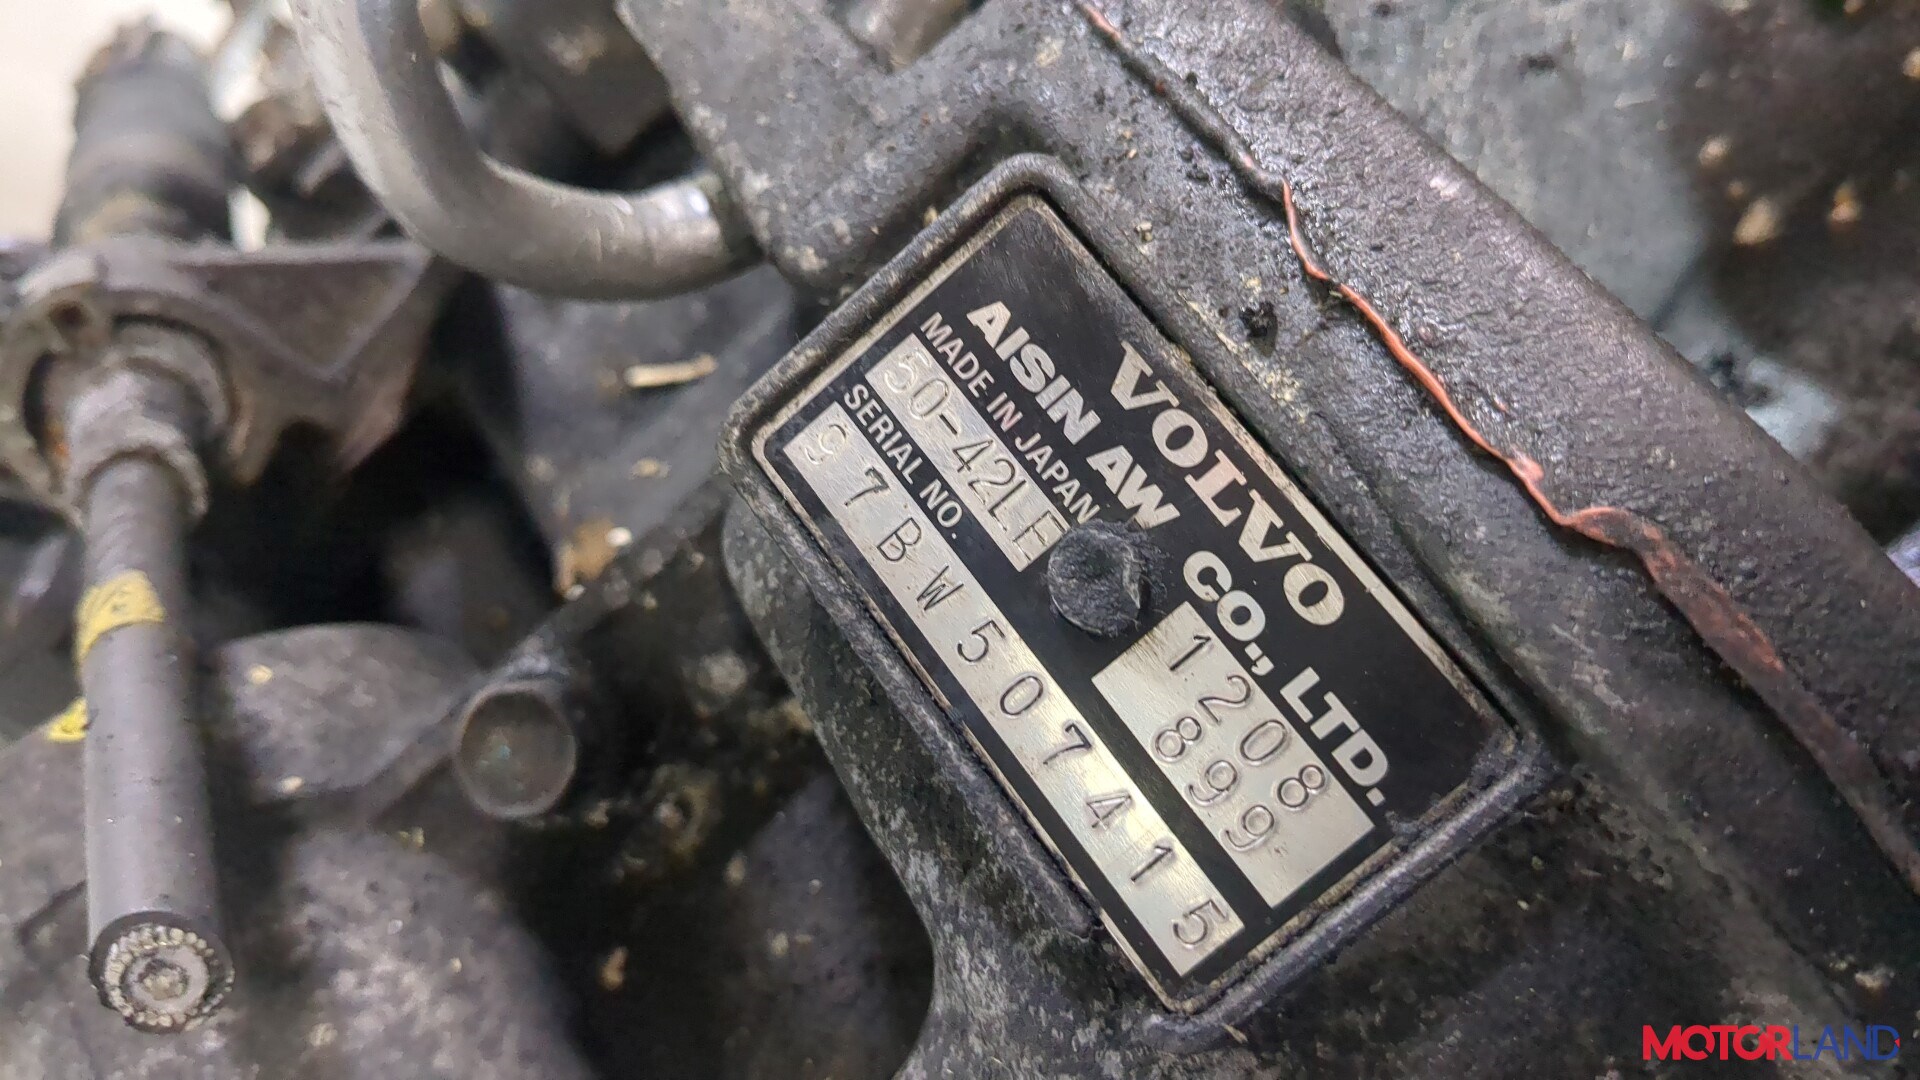 VOLVO
AISIN AW CO., LTD.
MADE IN JAPAN
50-42LE
1208
899
SERIAL NO.
97BW507415
MOTORLAND